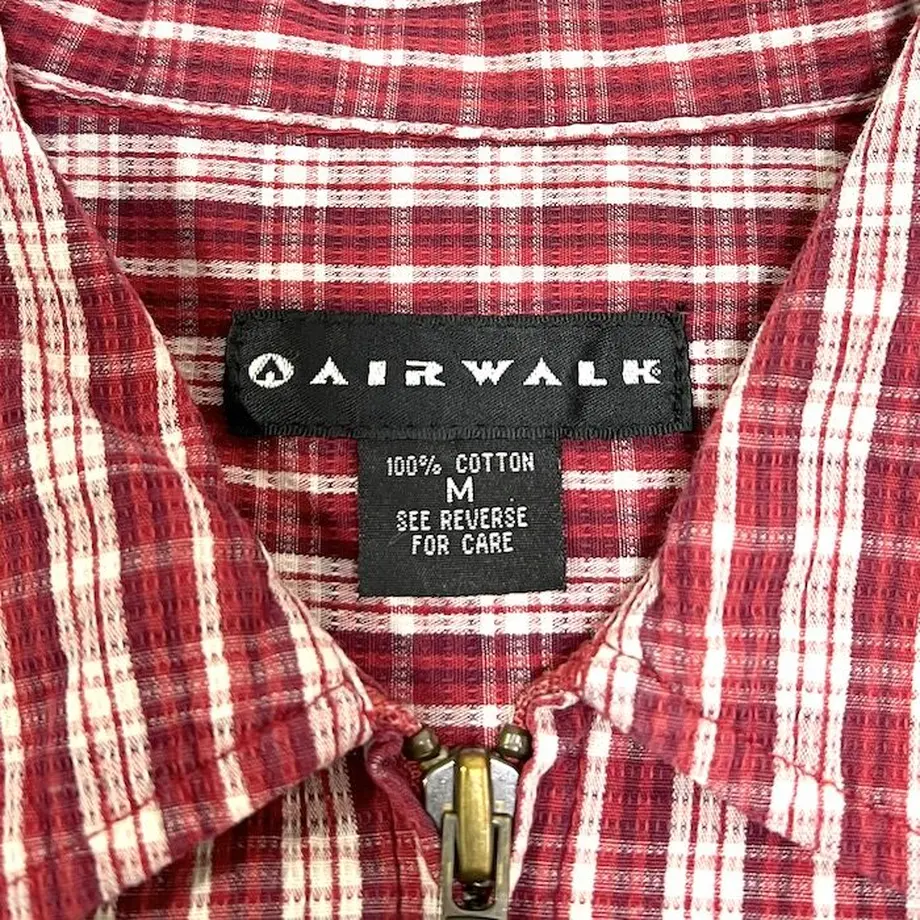 AIRWALK
100% COTTON
M
SEE REVERSE
FOR CARE